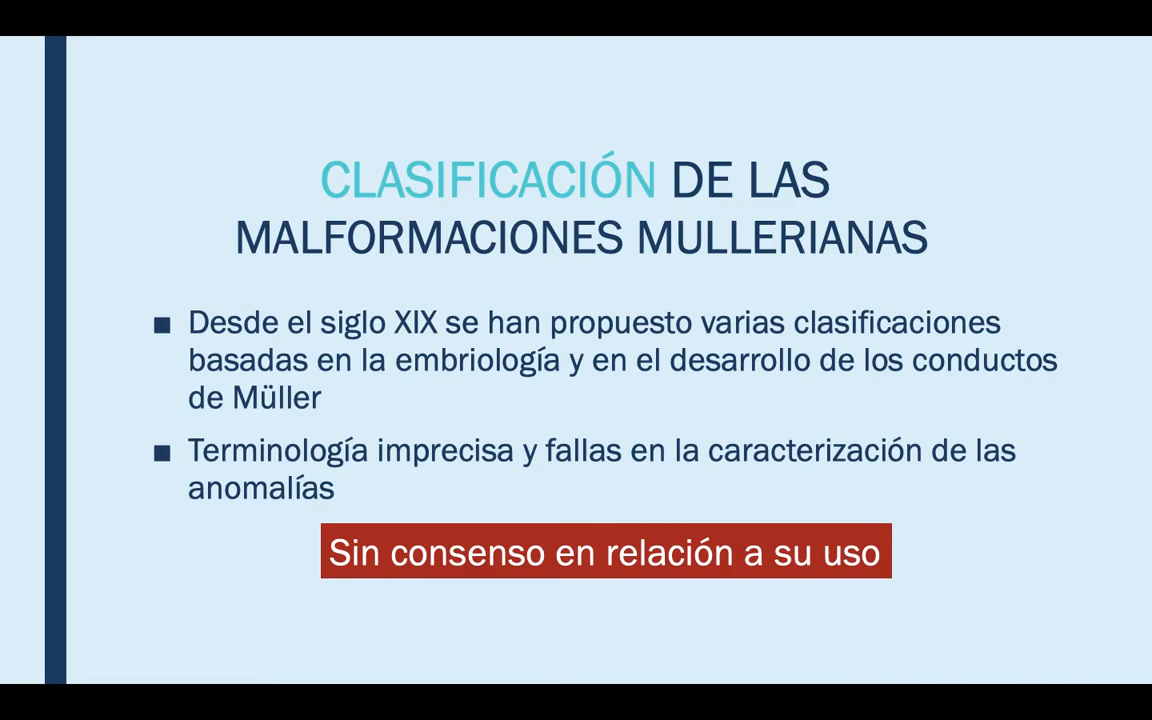 CLASIFICACIÓN DE LAS
MALFORMACIONES MULLERIANAS
■ Desde el siglo XIX se han propuesto varias clasificaciones
basadas en la embriología y en el desarrollo de los conductos
de Müller
■ Terminología imprecisa y fallas en la caracterización de las
anomalías
Sin consenso en relación a su uso